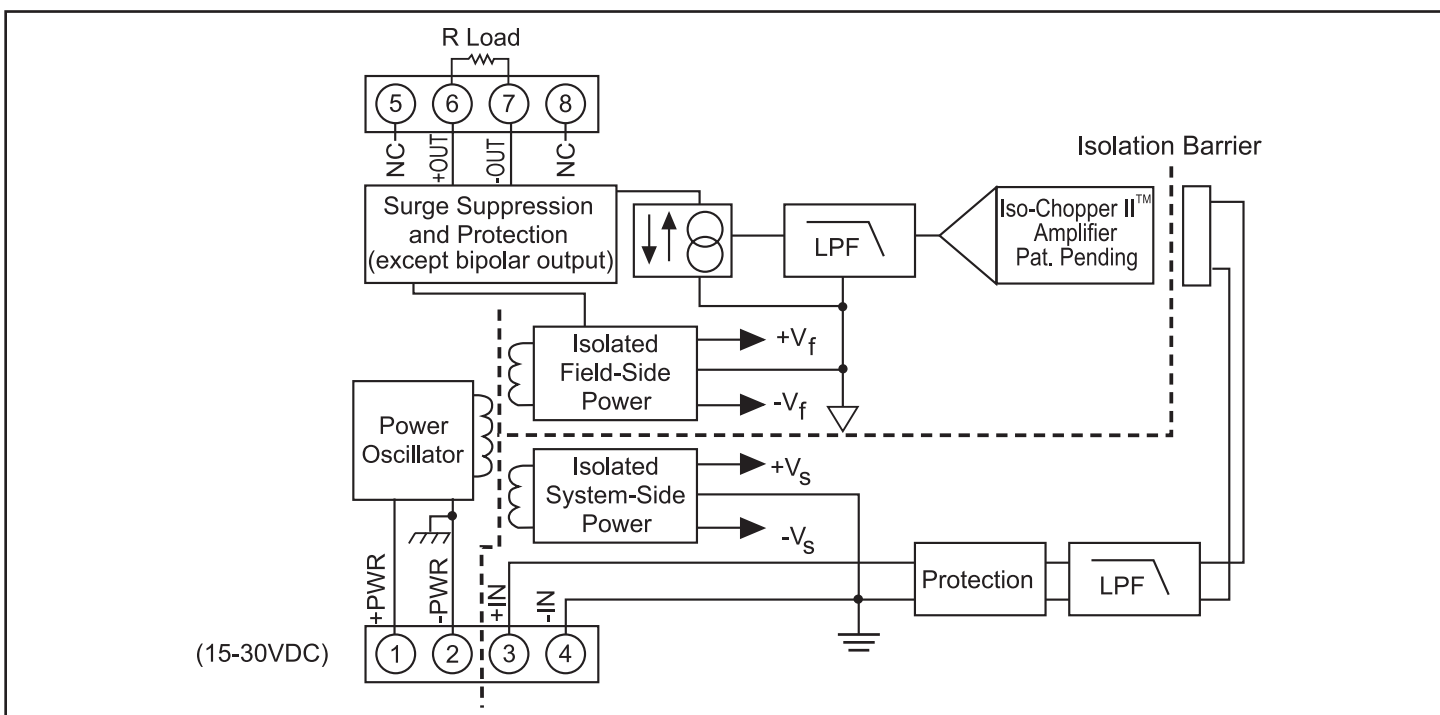 R Load
5 6 7 8
NC +OUT -OUT NC
Isolation Barrier
Surge Suppression
and Protection
(except bipolar output)
LPF
Iso-Chopper II™
Amplifier
Pat. Pending
Isolated
Field-Side
Power
+Vf
-Vf
Power
Oscillator
Isolated
System-Side
Power
+Vs
-Vs
+PWR -PWR +IN -IN
Protection
LPF
(15-30VDC) 1 2 3 4